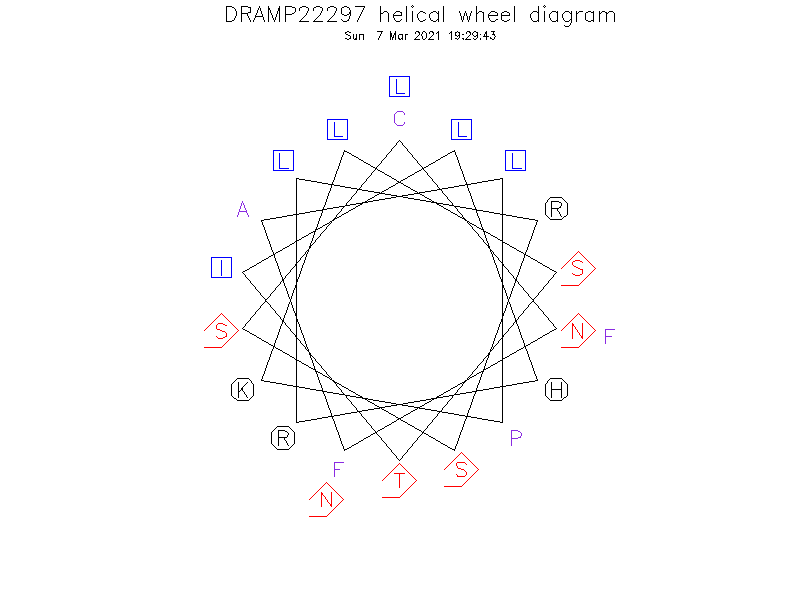 DRAMP22297 helical wheel diagram
Sun 7 Mar 2021 19:29:43
L
C
L L
L L
A R
I S
S N F
K H
R P
F T S
N